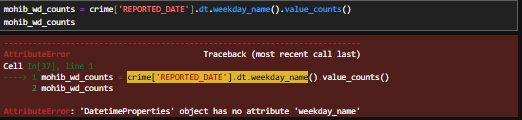 mohib_wd_counts = crime['REPORTED_DATE'].dt.weekday_name().value_counts()
mohib_wd_counts
---------------------------------------------------------------------------
AttributeError                            Traceback (most recent call last)
Cell In[37], line 1
----> 1 mohib_wd_counts = crime['REPORTED_DATE'].dt.weekday_name().value_counts()
      2 mohib_wd_counts
AttributeError: 'DatetimeProperties' object has no attribute 'weekday_name'